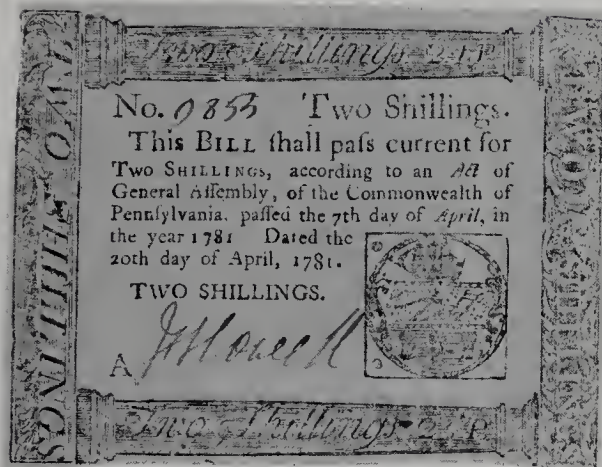 Two Shillings. 2s.
TWO SHILLINGS
No. 0853 Two Shillings.
This BILL ſhall paſs current for
TWO SHILLINGS, according to an Act of
General Aſſembly, of the Commonwealth of
Pennſylvania, paſſed the 7th day of April, in
the year 1781 Dated the
20th day of April, 1781.
TWO SHILLINGS.
A
Two Shillings. 2s.